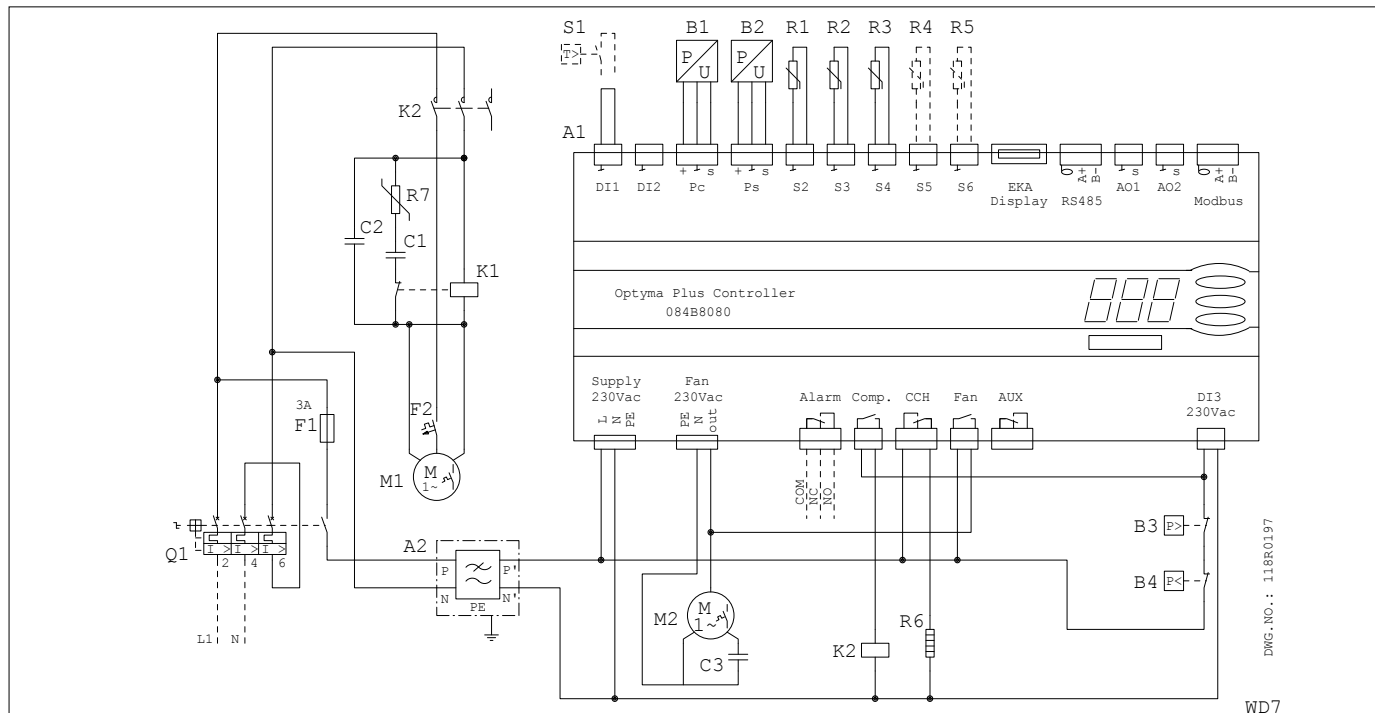 S1 B1 B2 R1 R2 R3 R4 R5
T> P U P U
K2
A1
+ s + s s s A+ B- A+ B-
DI1 DI2 Pc Ps S2 S3 S4 S5 S6 EKA Display RS485 AO1 AO2 Modbus
R7
C2 C1
K1
Optyma Plus Controller
084B8080
Supply 230Vac Fan 230Vac Alarm Comp. CCH Fan AUX DI3 230Vac
L N PE PE N out
3A
F1
F2
M1 M 1~
COM NC NO
B3 P>
Q1 I > I > I >
2 4 6
A2
P P'
N N'
PE
B4 P<
M2 M 1~
R6
C3
K2
L1 N
DWG.NO.: 118R0197
WD7